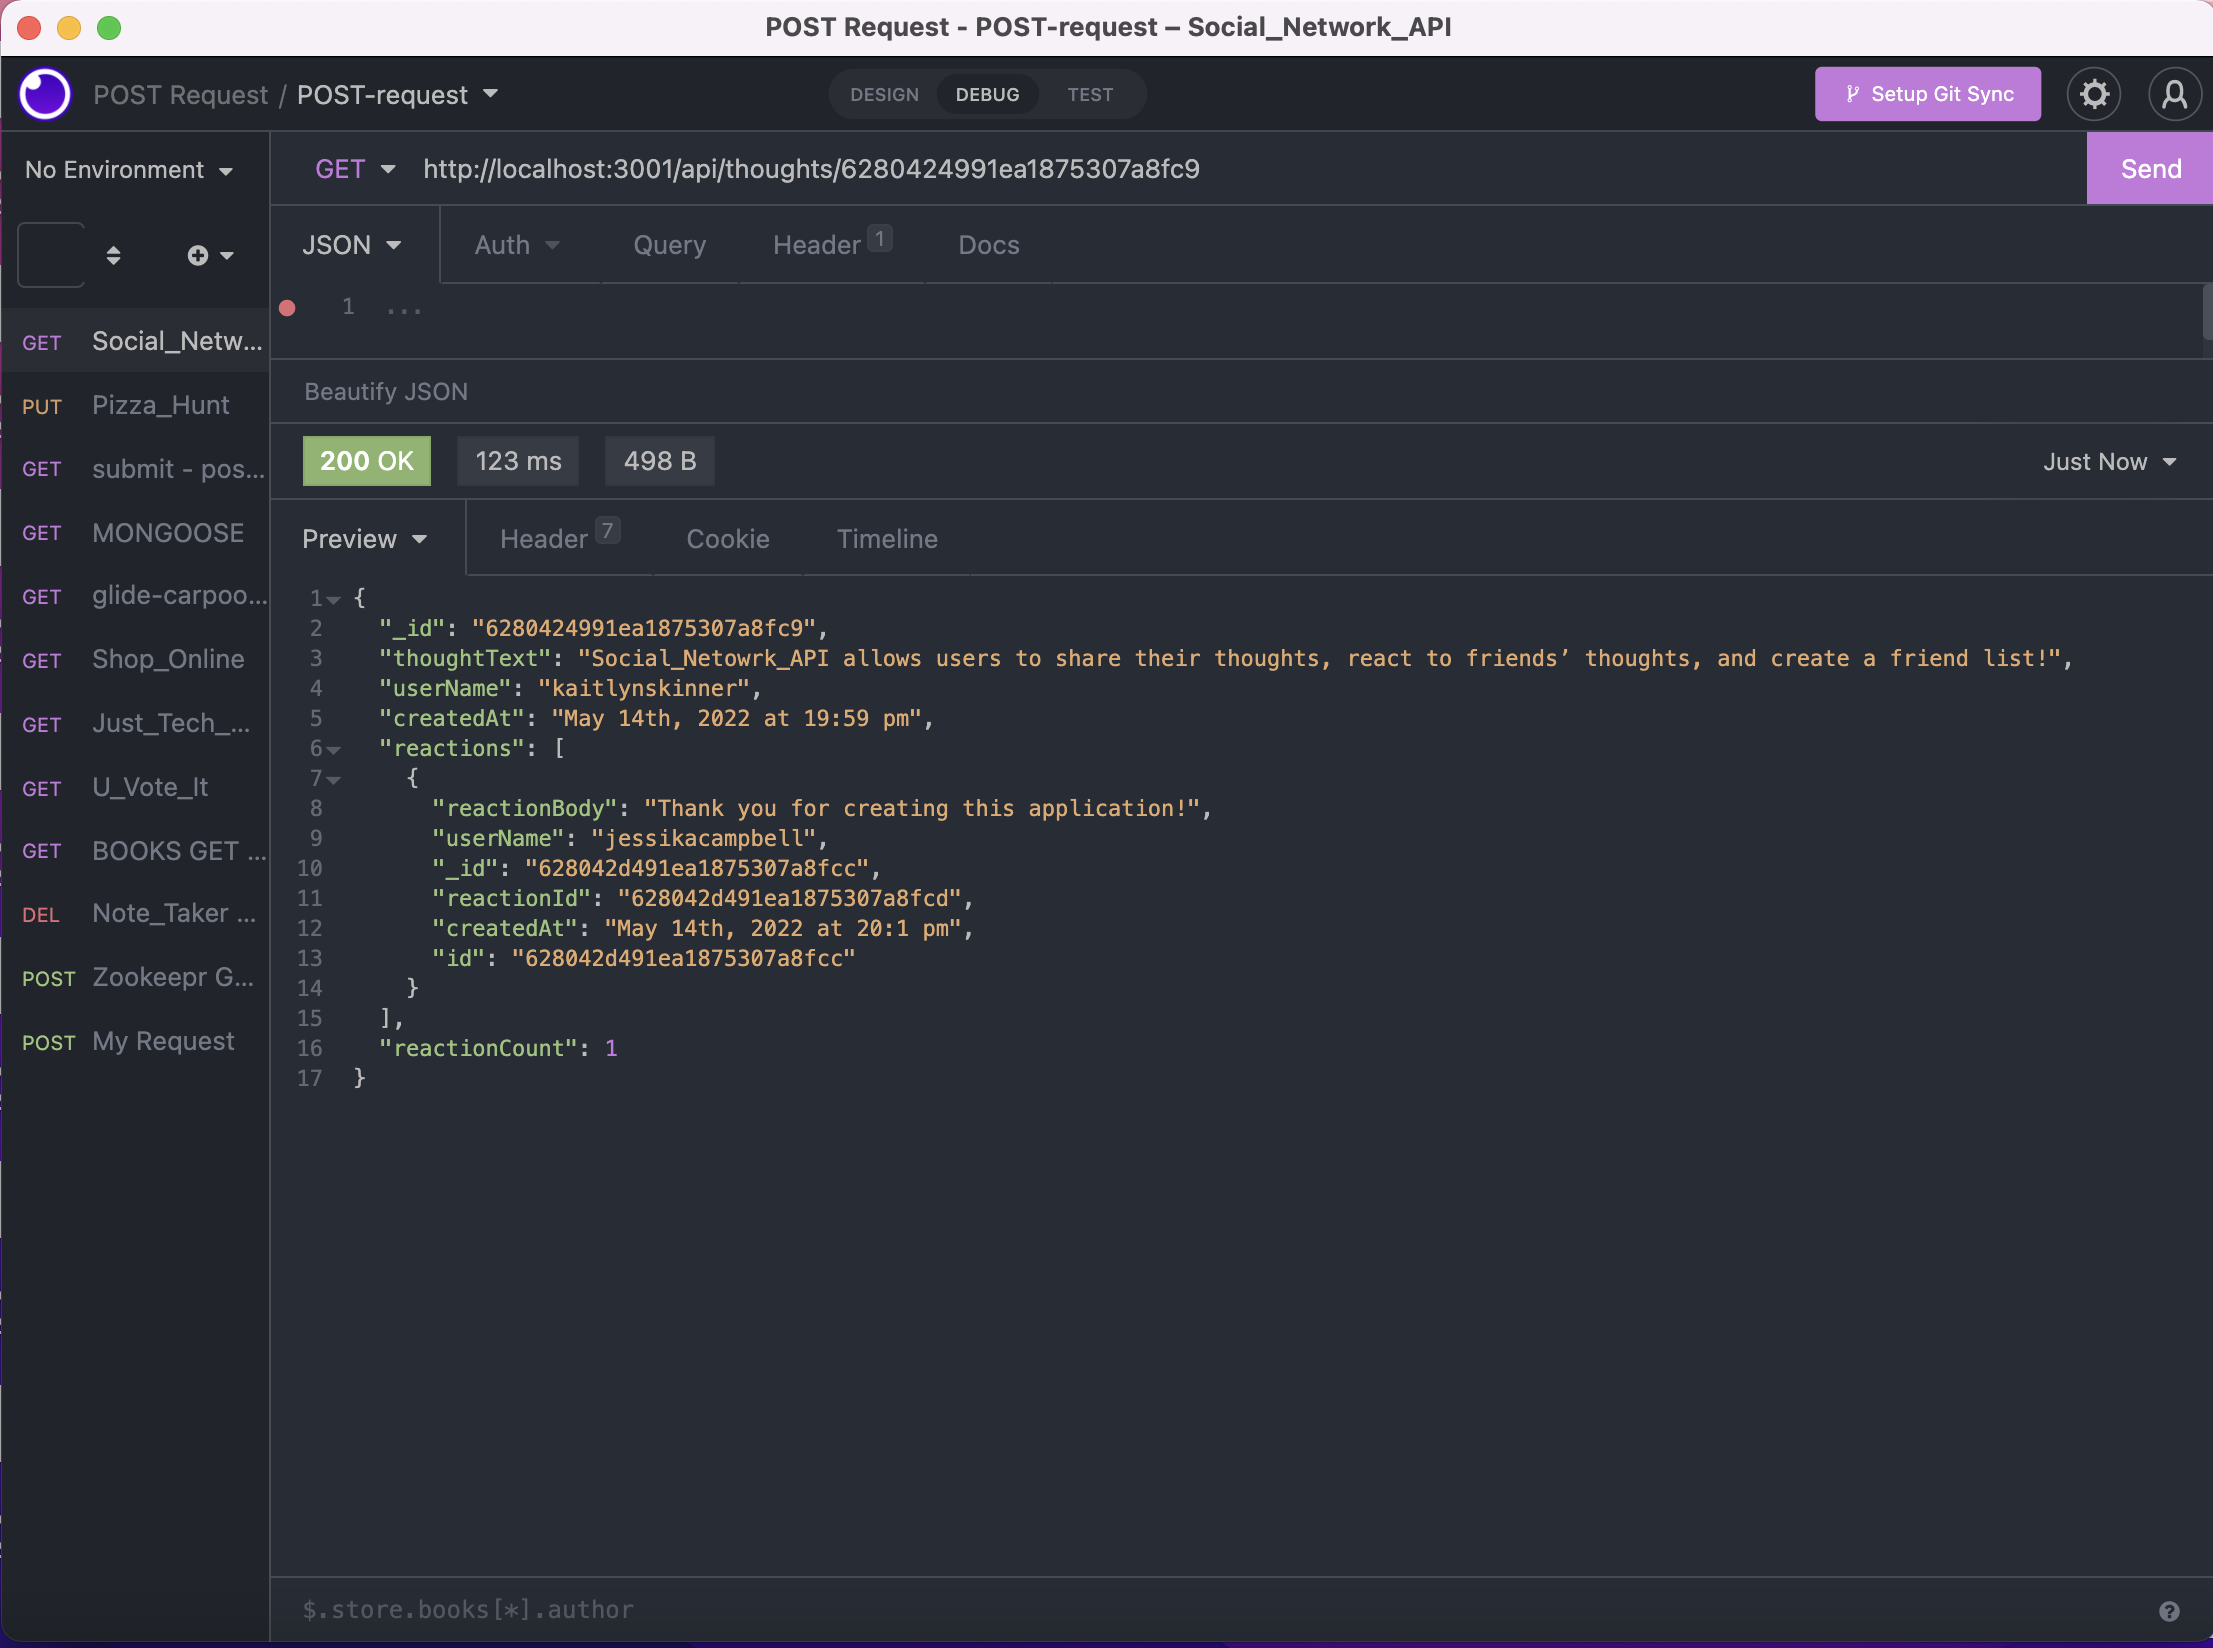 POST Request - POST-request – Social_Network_API
POST Request / POST-request
DESIGN DEBUG TEST
Setup Git Sync
No Environment
GET http://localhost:3001/api/thoughts/6280424991ea1875307a8fc9
Send
JSON Auth Query Header 1 Docs
1 ...
GET Social_Netw...
PUT Pizza_Hunt
GET submit - pos...
GET MONGOOSE
GET glide-carpoo...
GET Shop_Online
GET Just_Tech_...
GET U_Vote_It
GET BOOKS GET ...
DEL Note_Taker ...
POST Zookeepr G...
POST My Request
Beautify JSON
200 OK 123 ms 498 B
Just Now
Preview Header 7 Cookie Timeline
1 {
2 "_id": "6280424991ea1875307a8fc9",
3 "thoughtText": "Social_Netowrk_API allows users to share their thoughts, react to friends’ thoughts, and create a friend list!",
4 "userName": "kaitlynskinner",
5 "createdAt": "May 14th, 2022 at 19:59 pm",
6 "reactions": [
7 {
8 "reactionBody": "Thank you for creating this application!",
9 "userName": "jessikacampbell",
10 "_id": "628042d491ea1875307a8fcc",
11 "reactionId": "628042d491ea1875307a8fcd",
12 "createdAt": "May 14th, 2022 at 20:1 pm",
13 "id": "628042d491ea1875307a8fcc"
14 }
15 ],
16 "reactionCount": 1
17 }
$.store.books[*].author
?